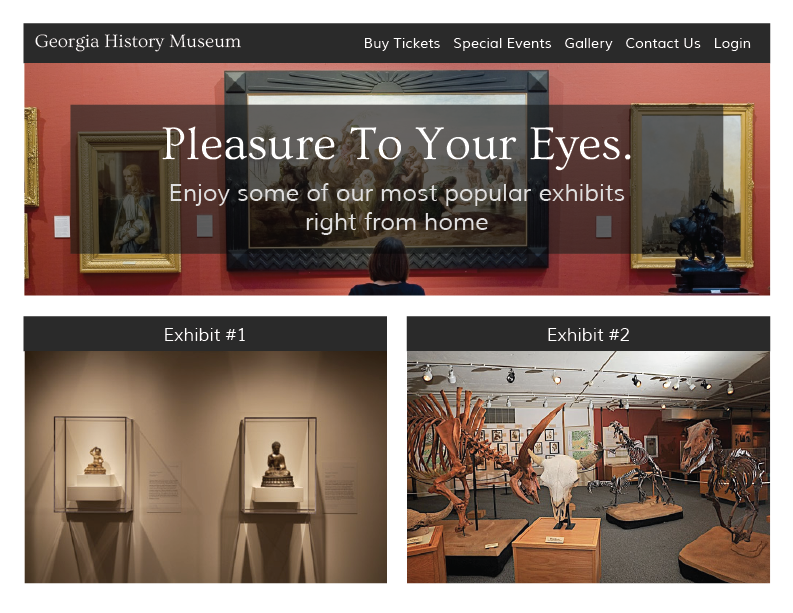 Georgia History Museum
Buy Tickets Special Events Gallery Contact Us Login
Pleasure To Your Eyes.
Enjoy some of our most popular exhibits
right from home
Exhibit #1
Exhibit #2